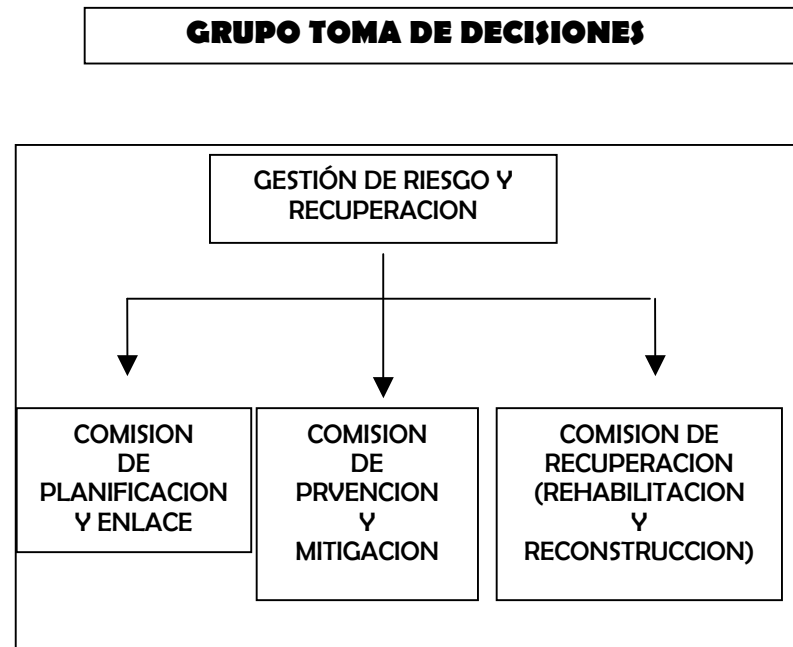 GRUPO TOMA DE DECISIONES
GESTIÓN DE RIESGO Y
RECUPERACION
COMISION
DE
PLANIFICACION
Y ENLACE
COMISION
DE
PRVENCION
Y
MITIGACION
COMISION DE
RECUPERACION
(REHABILITACION
Y
RECONSTRUCCION)